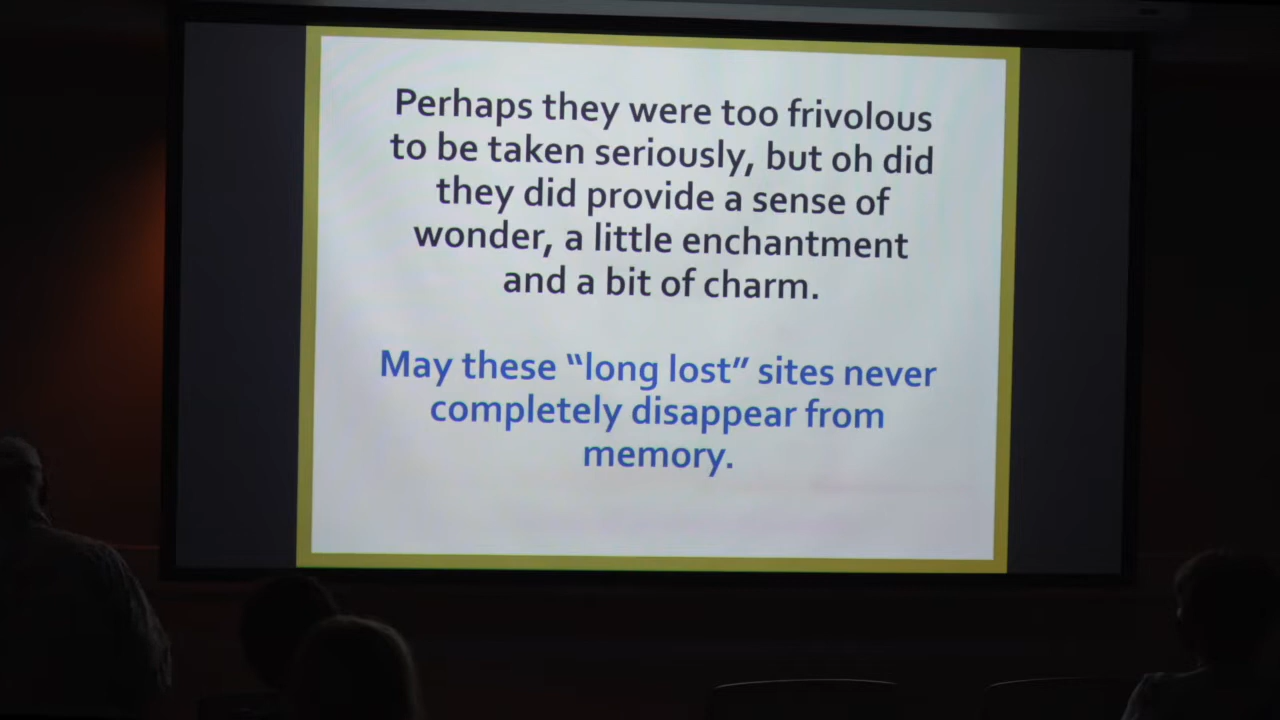 Perhaps they were too frivolous
to be taken seriously, but oh did
they did provide a sense of
wonder, a little enchantment
and a bit of charm.
May these “long lost” sites never
completely disappear from
memory.